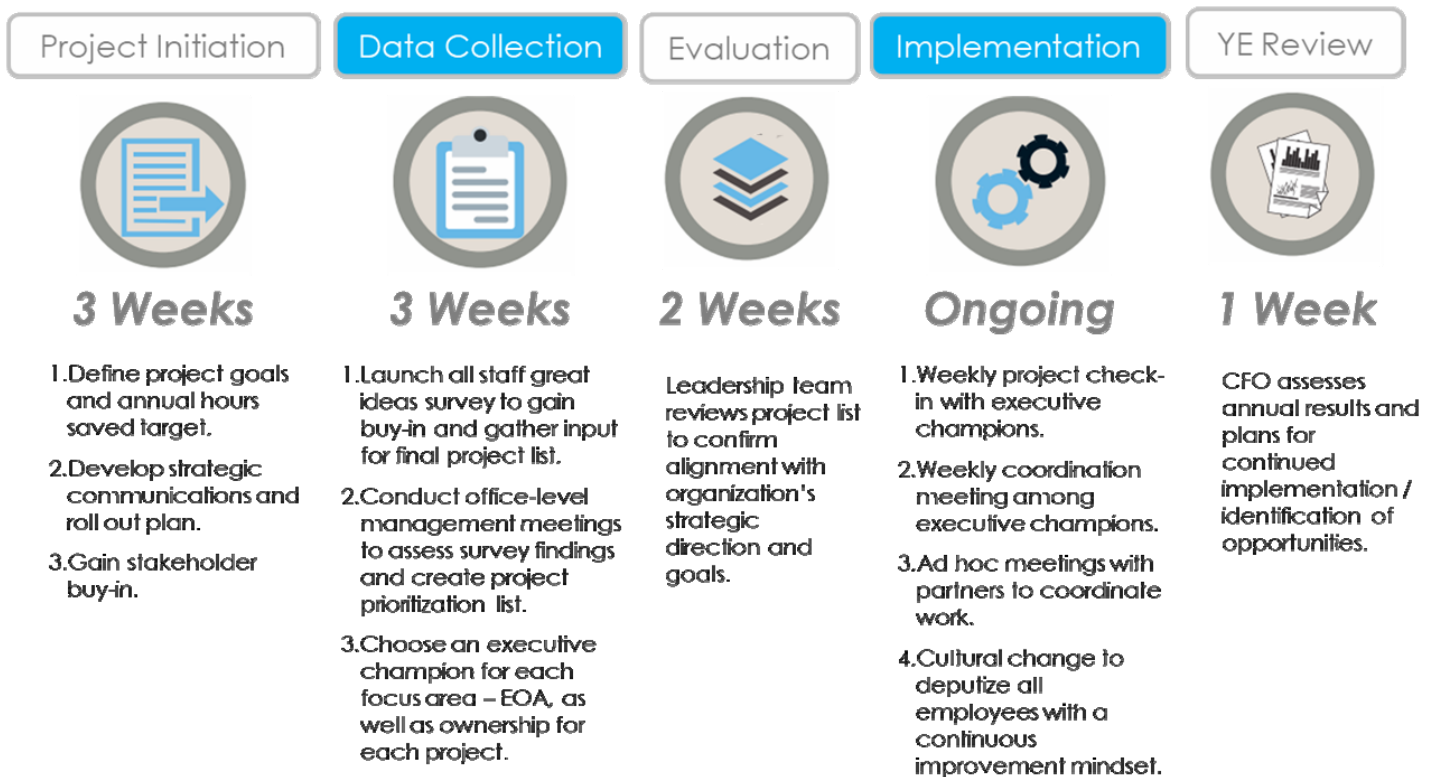 Project Initiation
Data Collection
Evaluation
Implementation
YE Review
3 Weeks
3 Weeks
2 Weeks
Ongoing
1 Week
1.Define project goals
and annual hours
saved target.
2.Develop strategic
communications and
roll out plan.
3.Gain stakeholder
buy-in.
1.Launch all staff great
ideas survey to gain
buy-in and gather input
for final project list.
2.Conduct office-level
management meetings
to assess survey findings
and create project
prioritization list.
3.Choose an executive
champion for each
focus area – EOA, as
well as ownership for
each project.
Leadership team
reviews project list
to confirm
alignment with
organization's
strategic
direction and
goals.
1.Weekly project check-
in with executive
champions.
2.Weekly coordination
meeting among
executive champions.
3.Ad hoc meetings with
partners to coordinate
work.
4.Cultural change to
deputize all
employees with a
continuous
improvement mindset.
CFO assesses
annual results and
plans for
continued
implementation /
identification of
opportunities.